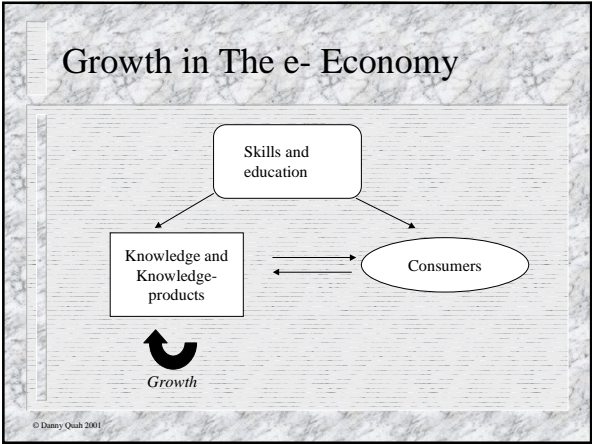 Growth in The e- Economy
Skills and
education
Knowledge and
Knowledge-
products
Consumers
Growth
© Danny Quah 2001